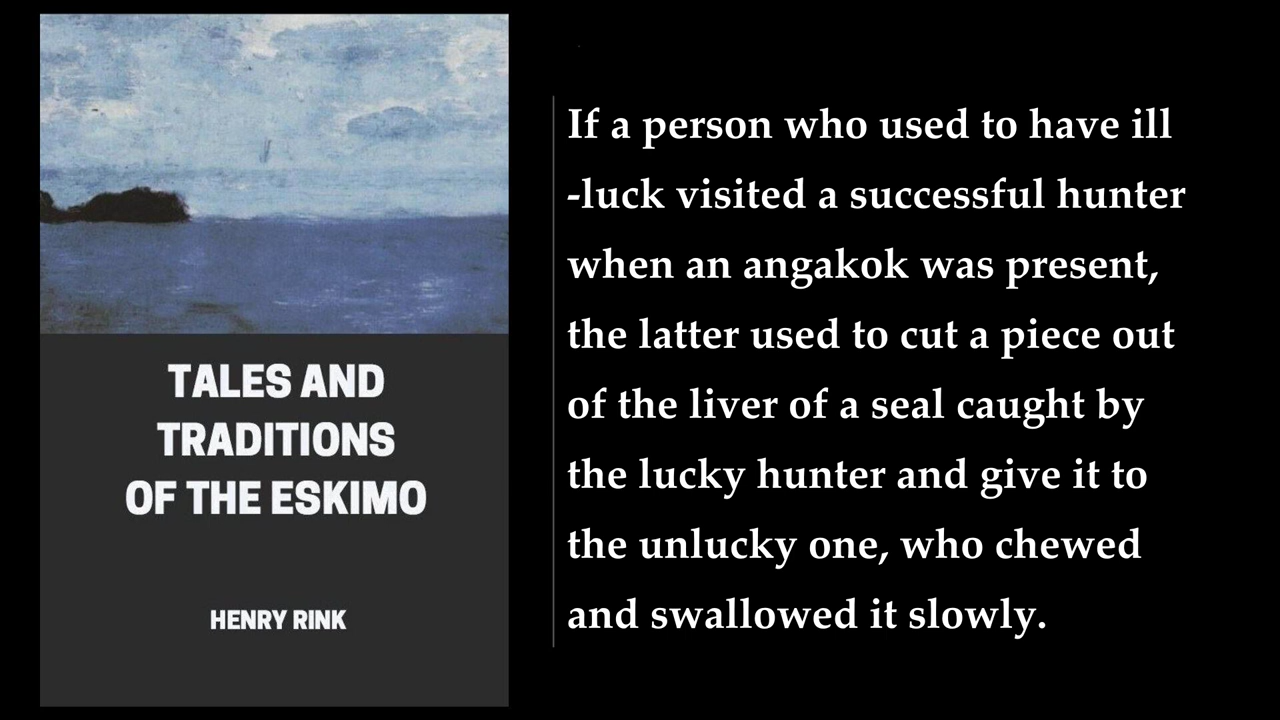 TALES AND
TRADITIONS
OF THE ESKIMO
HENRY RINK
If a person who used to have ill
-luck visited a successful hunter
when an angakok was present,
the latter used to cut a piece out
of the liver of a seal caught by
the lucky hunter and give it to
the unlucky one, who chewed
and swallowed it slowly.